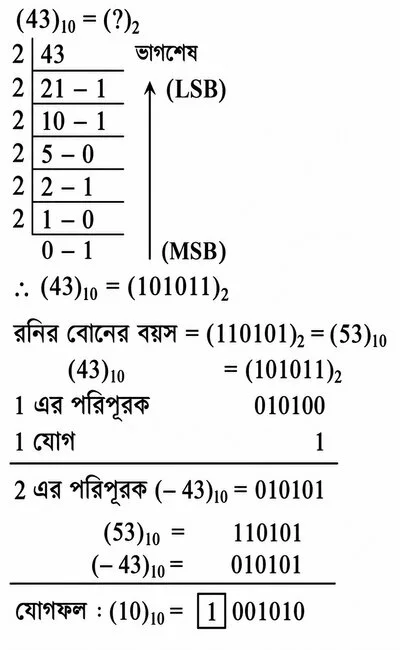 (43)₁₀ = (?)₂
2 43 ভাগশেষ
2 21 – 1 (LSB)
2 10 – 1
2 5 – 0
2 2 – 1
2 1 – 0
0 – 1 (MSB)
∴ (43)₁₀ = (101011)₂
রনির বোনের বয়স = (110101)₂ = (53)₁₀
(43)₁₀ = (101011)₂
1 এর পরিপূরক 010100
1 যোগ 1
2 এর পরিপূরক (– 43)₁₀ = 010101
(53)₁₀ = 110101
(– 43)₁₀ = 010101
যোগফল : (10)₁₀ = 1 001010